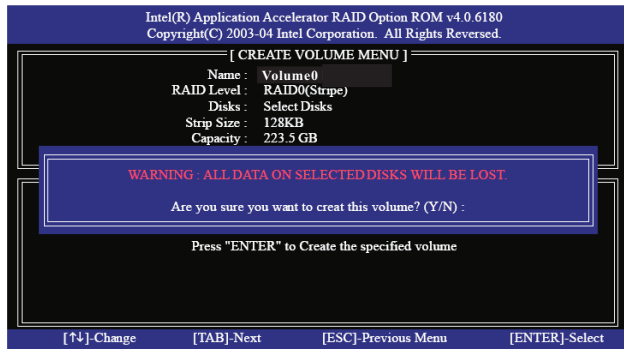 Intel(R) Application Accelerator RAID Option ROM v4.0.6180
Copyright(C) 2003-04 Intel Corporation. All Rights Reversed.
[ CREATE VOLUME MENU ]
Name : Volume0
RAID Level : RAID0(Stripe)
Disks : Select Disks
Strip Size : 128KB
Capacity : 223.5 GB
WARNING : ALL DATA ON SELECTED DISKS WILL BE LOST.
Are you sure you want to creat this volume? (Y/N) :
Press "ENTER" to Create the specified volume
[↑↓]-Change [TAB]-Next [ESC]-Previous Menu [ENTER]-Select